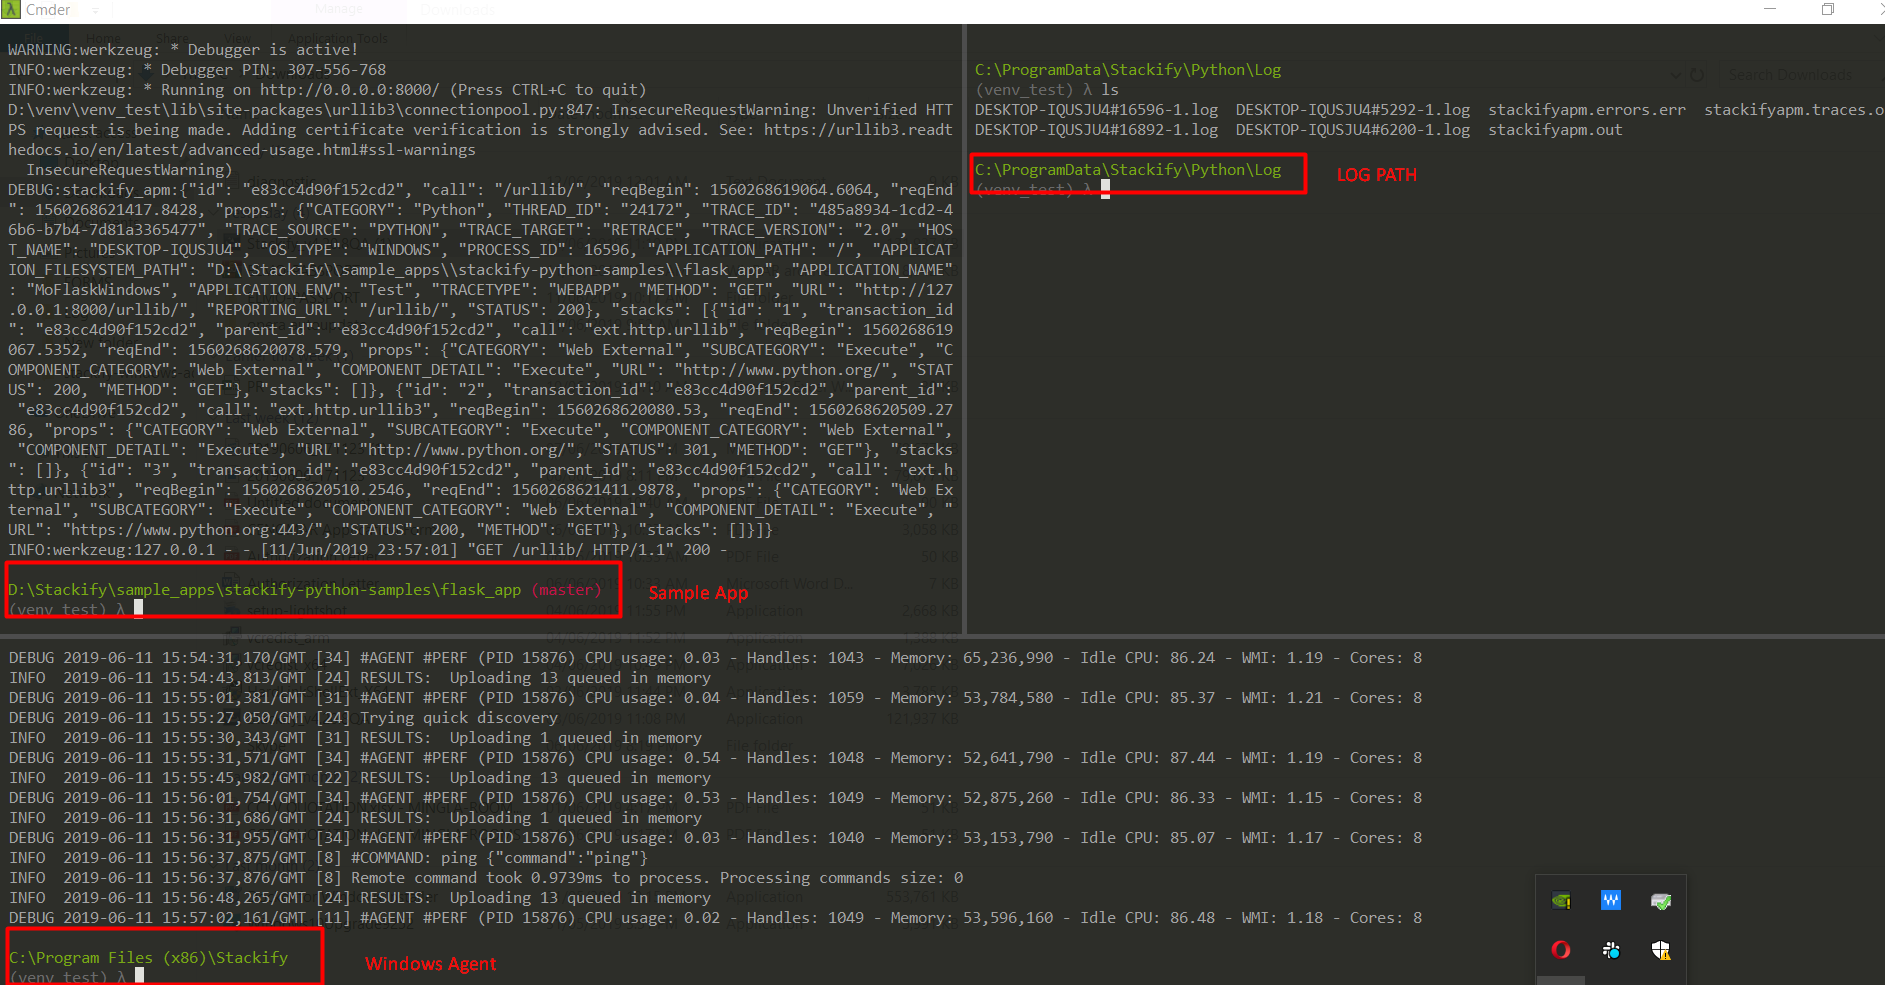 Cmder
WARNING:werkzeug: * Debugger is active!
INFO:werkzeug: * Debugger PIN: 307-556-768
INFO:werkzeug: * Running on http://0.0.0.0:8000/ (Press CTRL+C to quit)
D:\venv\venv_test\lib\site-packages\urllib3\connectionpool.py:847: InsecureRequestWarning: Unverified HTT
PS request is being made. Adding certificate verification is strongly advised. See: https://urllib3.readt
hedocs.io/en/latest/advanced-usage.html#ssl-warnings
InsecureRequestWarning)
DEBUG:stackify_apm:{"id": "e83cc4d90f152cd2", "call": "/urllib/", "reqBegin": 1560268619064.6064, "reqEnd
": 1560268621417.8428, "props": {"CATEGORY": "Python", "THREAD_ID": "24172", "TRACE_ID": "485a8934-1cd2-4
6b6-b7b4-7d81a3365477", "TRACE_SOURCE": "PYTHON", "TRACE_TARGET": "RETRACE", "TRACE_VERSION": "2.0", "HOS
T_NAME": "DESKTOP-IQUSJU4", "OS_TYPE": "WINDOWS", "PROCESS_ID": 16596, "APPLICATION_PATH": "/", "APPLICAT
ION_FILESYSTEM_PATH": "D:\\Stackify\\sample_apps\\stackify-python-samples\\flask_app", "APPLICATION_NAME"
: "MoFlaskWindows", "APPLICATION_ENV": "Test", "TRACETYPE": "WEBAPP", "METHOD": "GET", "URL": "http://127
.0.0.1:8000/urllib/", "REPORTING_URL": "/urllib/", "STATUS": 200}, "stacks": [{"id": "1", "transaction_id
": "e83cc4d90f152cd2", "parent_id": "e83cc4d90f152cd2", "call": "ext.http.urllib", "reqBegin": 1560268619
067.5352, "reqEnd": 1560268620078.579, "props": {"CATEGORY": "Web External", "SUBCATEGORY": "Execute", "C
OMPONENT_CATEGORY": "Web External", "COMPONENT_DETAIL": "Execute", "URL": "http://www.python.org/", "STAT
US": 200, "METHOD": "GET"}, "stacks": []}, {"id": "2", "transaction_id": "e83cc4d90f152cd2", "parent_id":
"e83cc4d90f152cd2", "call": "ext.http.urllib3", "reqBegin": 1560268620080.53, "reqEnd": 1560268620509.27
86, "props": {"CATEGORY": "Web External", "SUBCATEGORY": "Execute", "COMPONENT_CATEGORY": "Web External",
"COMPONENT_DETAIL": "Execute", "URL": "http://www.python.org/", "STATUS": 301, "METHOD": "GET"}, "stacks
": []}, {"id": "3", "transaction_id": "e83cc4d90f152cd2", "parent_id": "e83cc4d90f152cd2", "call": "ext.h
ttp.urllib3", "reqBegin": 1560268620510.2546, "reqEnd": 1560268621411.9878, "props": {"CATEGORY": "Web Ex
ternal", "SUBCATEGORY": "Execute", "COMPONENT_CATEGORY": "Web External", "COMPONENT_DETAIL": "Execute", "
URL": "https://www.python.org:443/", "STATUS": 200, "METHOD": "GET"}, "stacks": []}]}
INFO:werkzeug:127.0.0.1 - - [11/Jun/2019 23:57:01] "GET /urllib/ HTTP/1.1" 200 -
D:\Stackify\sample_apps\stackify-python-samples\flask_app (master)
(venv_test) λ
Sample App
C:\ProgramData\Stackify\Python\Log
(venv_test) λ ls
DESKTOP-IQUSJU4#16596-1.log DESKTOP-IQUSJU4#5292-1.log stackifyapm.errors.err stackifyapm.traces.o
DESKTOP-IQUSJU4#16892-1.log DESKTOP-IQUSJU4#6200-1.log stackifyapm.out
C:\ProgramData\Stackify\Python\Log
(venv_test) λ
LOG PATH
DEBUG 2019-06-11 15:54:31,170/GMT [34] #AGENT #PERF (PID 15876) CPU usage: 0.03 - Handles: 1043 - Memory: 65,236,990 - Idle CPU: 86.24 - WMI: 1.19 - Cores: 8
INFO 2019-06-11 15:54:43,813/GMT [24] RESULTS: Uploading 13 queued in memory
DEBUG 2019-06-11 15:55:01,381/GMT [31] #AGENT #PERF (PID 15876) CPU usage: 0.04 - Handles: 1059 - Memory: 53,784,580 - Idle CPU: 85.37 - WMI: 1.21 - Cores: 8
DEBUG 2019-06-11 15:55:27,050/GMT [24] Trying quick discovery
INFO 2019-06-11 15:55:30,343/GMT [31] RESULTS: Uploading 1 queued in memory
DEBUG 2019-06-11 15:55:31,571/GMT [34] #AGENT #PERF (PID 15876) CPU usage: 0.54 - Handles: 1048 - Memory: 52,641,790 - Idle CPU: 87.44 - WMI: 1.19 - Cores: 8
INFO 2019-06-11 15:55:45,982/GMT [22] RESULTS: Uploading 13 queued in memory
DEBUG 2019-06-11 15:56:01,754/GMT [34] #AGENT #PERF (PID 15876) CPU usage: 0.53 - Handles: 1049 - Memory: 52,875,260 - Idle CPU: 86.33 - WMI: 1.15 - Cores: 8
INFO 2019-06-11 15:56:31,686/GMT [24] RESULTS: Uploading 1 queued in memory
DEBUG 2019-06-11 15:56:31,955/GMT [34] #AGENT #PERF (PID 15876) CPU usage: 0.03 - Handles: 1040 - Memory: 53,153,790 - Idle CPU: 85.07 - WMI: 1.17 - Cores: 8
INFO 2019-06-11 15:56:37,875/GMT [8] #COMMAND: ping {"command":"ping"}
INFO 2019-06-11 15:56:37,876/GMT [8] Remote command took 0.9739ms to process. Processing commands size: 0
INFO 2019-06-11 15:56:48,265/GMT [24] RESULTS: Uploading 13 queued in memory
DEBUG 2019-06-11 15:57:02,161/GMT [11] #AGENT #PERF (PID 15876) CPU usage: 0.02 - Handles: 1049 - Memory: 53,596,160 - Idle CPU: 86.48 - WMI: 1.18 - Cores: 8
C:\Program Files (x86)\Stackify
(venv_test) λ
Windows Agent